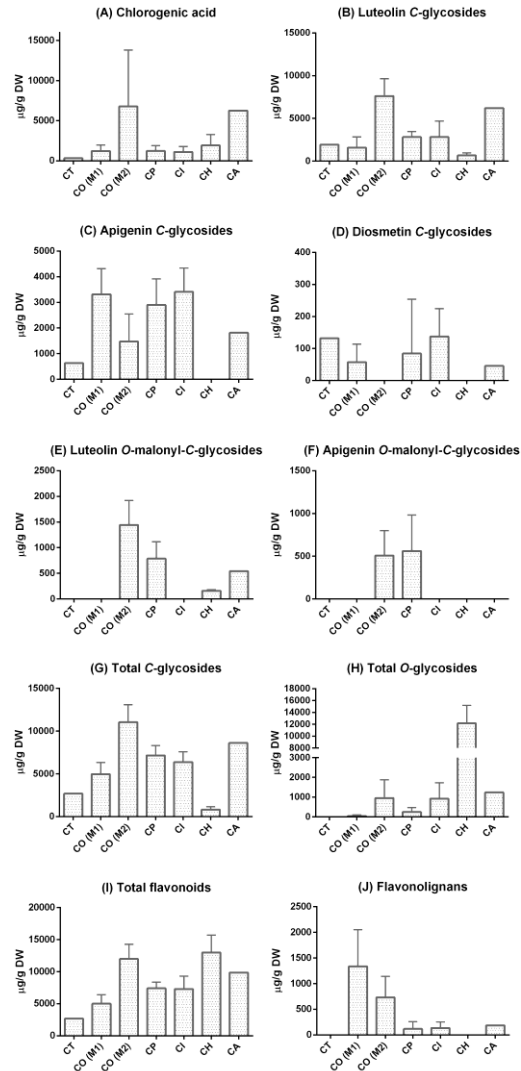 (A) Chlorogenic acid
µg/g DW
15000
10000
5000
0
CT
CO (M1)
CO (M2)
CP
CI
CH
CA
(B) Luteolin C-glycosides
µg/g DW
15000
10000
5000
0
CT
CO (M1)
CO (M2)
CP
CI
CH
CA
(C) Apigenin C-glycosides
µg/g DW
5000
4000
3000
2000
1000
0
CT
CO (M1)
CO (M2)
CP
CI
CH
CA
(D) Diosmetin C-glycosides
µg/g DW
400
300
200
100
0
CT
CO (M1)
CO (M2)
CP
CI
CH
CA
(E) Luteolin O-malonyl-C-glycosides
µg/g DW
2500
2000
1500
1000
500
0
CT
CO (M1)
CO (M2)
CP
CI
CH
CA
(F) Apigenin O-malonyl-C-glycosides
µg/g DW
1500
1000
500
0
CT
CO (M1)
CO (M2)
CP
CI
CH
CA
(G) Total C-glycosides
µg/g DW
15000
10000
5000
0
CT
CO (M1)
CO (M2)
CP
CI
CH
CA
(H) Total O-glycosides
µg/g DW
18000
16000
14000
12000
10000
8000
3000
2000
1000
0
CT
CO (M1)
CO (M2)
CP
CI
CH
CA
(I) Total flavonoids
µg/g DW
20000
15000
10000
5000
0
CT
CO (M1)
CO (M2)
CP
CI
CH
CA
(J) Flavonolignans
µg/g DW
2500
2000
1500
1000
500
0
CT
CO (M1)
CO (M2)
CP
CI
CH
CA